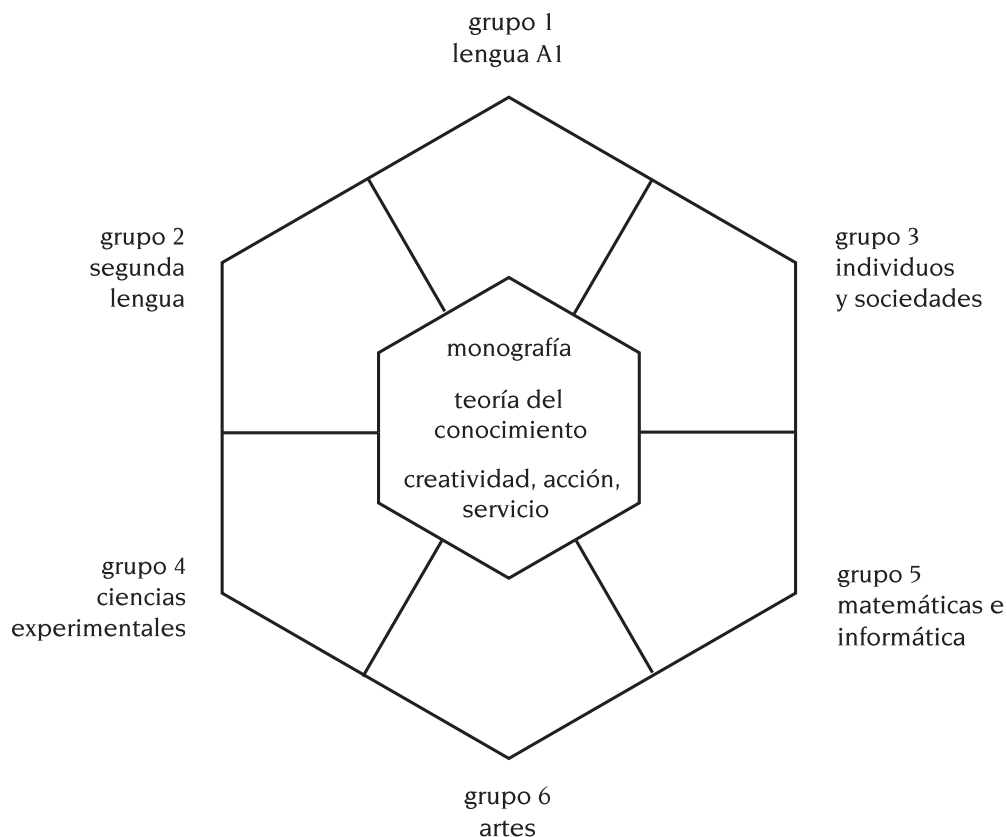 grupo 1
lengua A1
grupo 2
segunda
lengua
grupo 3
individuos
y sociedades
monografía
teoría del
conocimiento
creatividad, acción,
servicio
grupo 4
ciencias
experimentales
grupo 5
matemáticas e
informática
grupo 6
artes